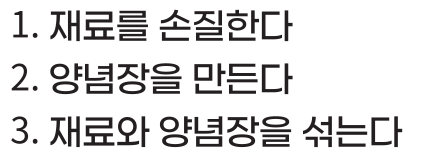 1. 재료를 손질한다
2. 양념장을 만든다
3. 재료와 양념장을 섞는다